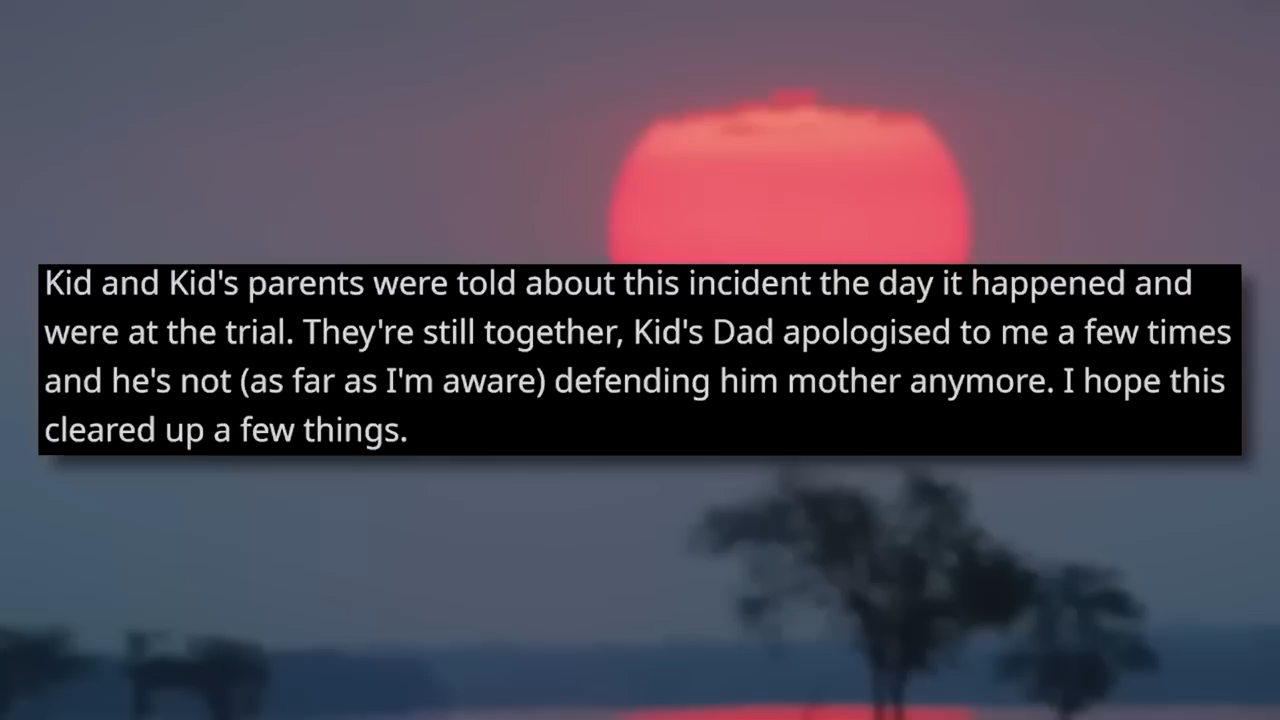 Kid and Kid's parents were told about this incident the day it happened and
were at the trial. They're still together, Kid's Dad apologised to me a few times
and he's not (as far as I'm aware) defending him mother anymore. I hope this
cleared up a few things.